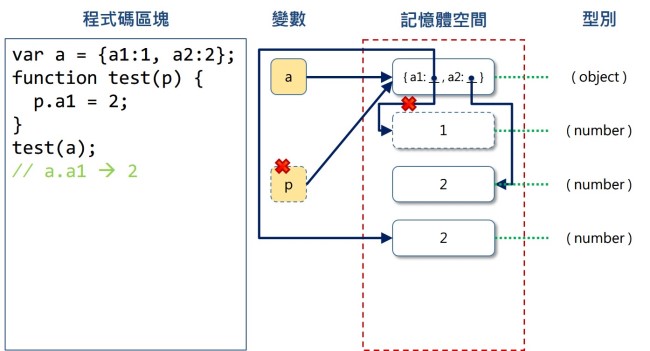 程式碼區塊
變數
記憶體空間
型別
var a = {a1:1, a2:2};
function test(p) {
  p.a1 = 2;
}
test(a);
// a.a1 → 2
a
{ a1: _ , a2: _ }
( object )
1
( number )
p
2
( number )
2
( number )